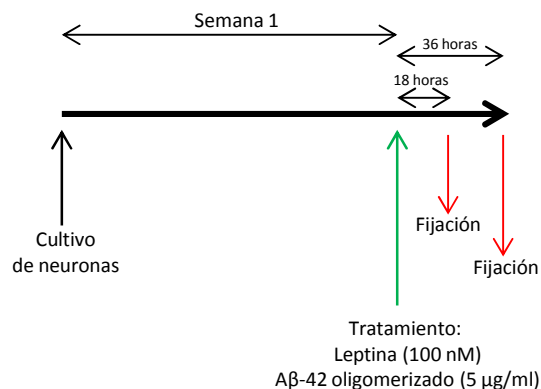 Semana 1
36 horas
18 horas
Cultivo
de neuronas
Fijación
Fijación
Tratamiento:
Leptina (100 nM)
Aβ-42 oligomerizado (5 μg/ml)